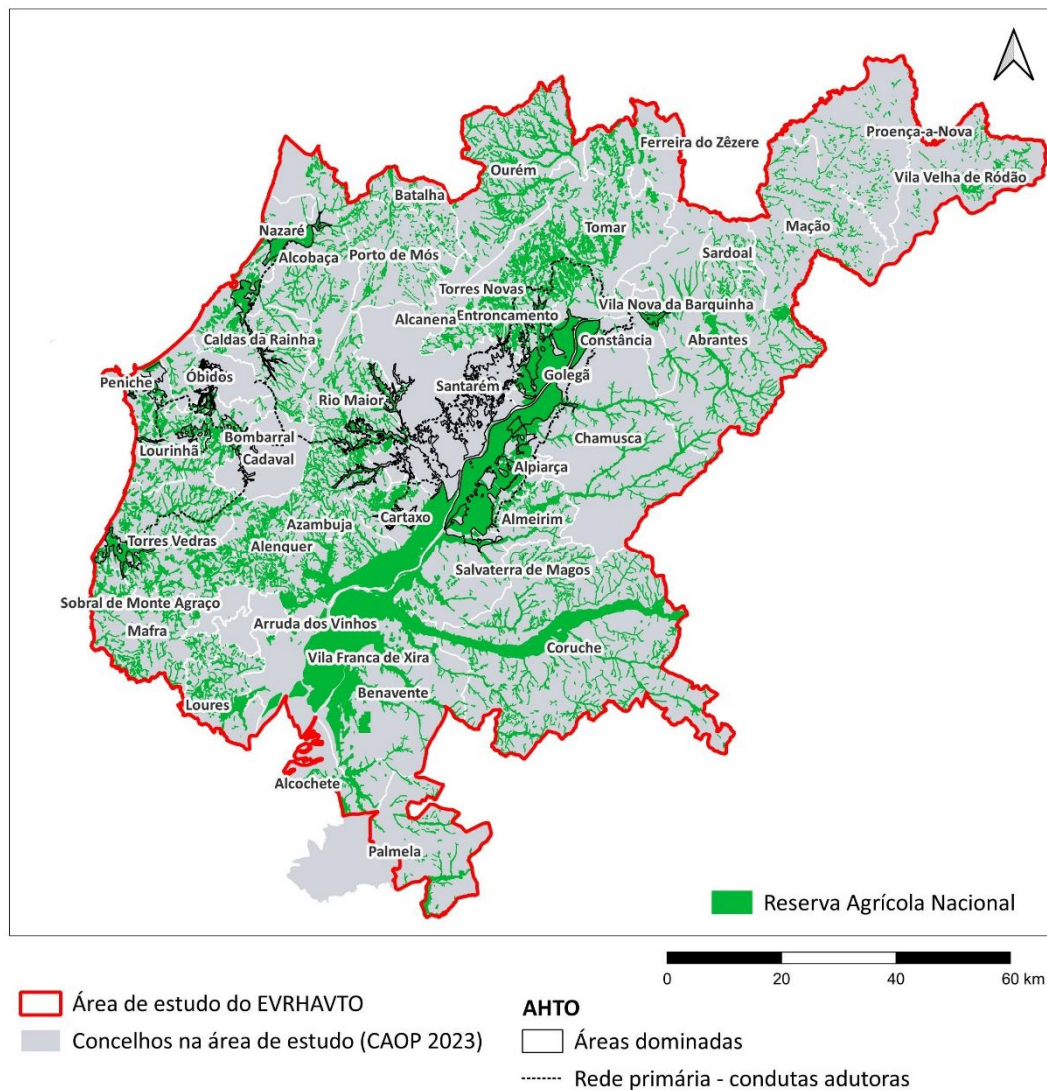 Proença-a-Nova
Ferreira do Zêzere
Ourém
Vila Velha de Ródão
Batalha
Nazaré
Tomar
Mação
Alcobaça
Porto de Mós
Sardoal
Torres Novas
Vila Nova da Barquinha
Alcanena
Entroncamento
Caldas da Rainha
Constância
Abrantes
Peniche
Óbidos
Santarém
Golegã
Rio Maior
Bombarral
Chamusca
Lourinhã
Cadaval
Alpiarça
Azambuja
Cartaxo
Almeirim
Torres Vedras
Alenquer
Salvaterra de Magos
Sobral de Monte Agraço
Arruda dos Vinhos
Mafra
Coruche
Vila Franca de Xira
Loures
Benavente
Alcochete
Palmela
Reserva Agrícola Nacional
0 20 40 60 km
Área de estudo do EVRHAVTO
Concelhos na área de estudo (CAOP 2023)
AHTO
Áreas dominadas
Rede primária - condutas adutoras